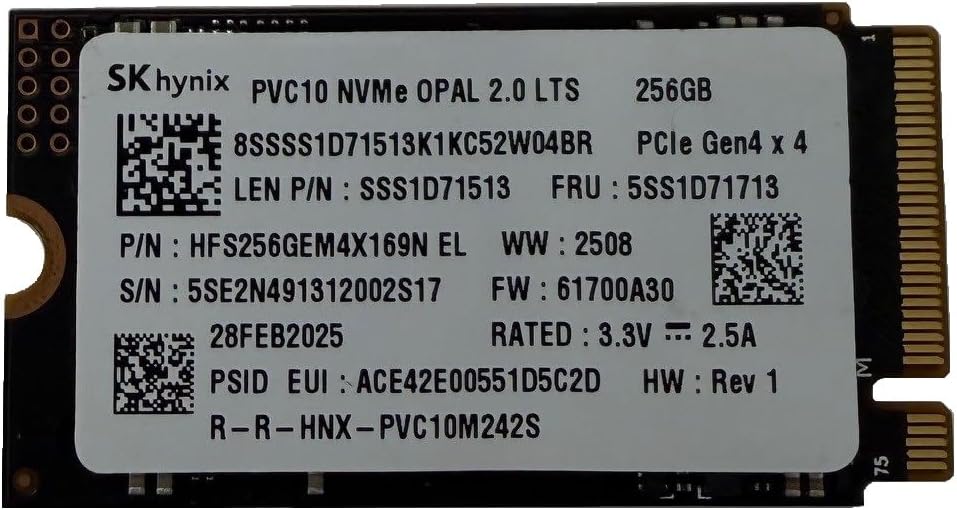 SK hynix PVC10 NVMe OPAL 2.0 LTS 256GB
8SSSS1D71513K1KC52W04BR PCIe Gen4 x 4
LEN P/N : SSS1D71513 FRU : 5SS1D71713
P/N : HFS256GEM4X169N EL WW : 2508
S/N : 5SE2N491312002S17 FW : 61700A30
28FEB2025 RATED : 3.3V ⎓ 2.5A
PSID EUI : ACE42E00551D5C2D HW : Rev 1
R-R-HNX-PVC10M242S
1
M
75